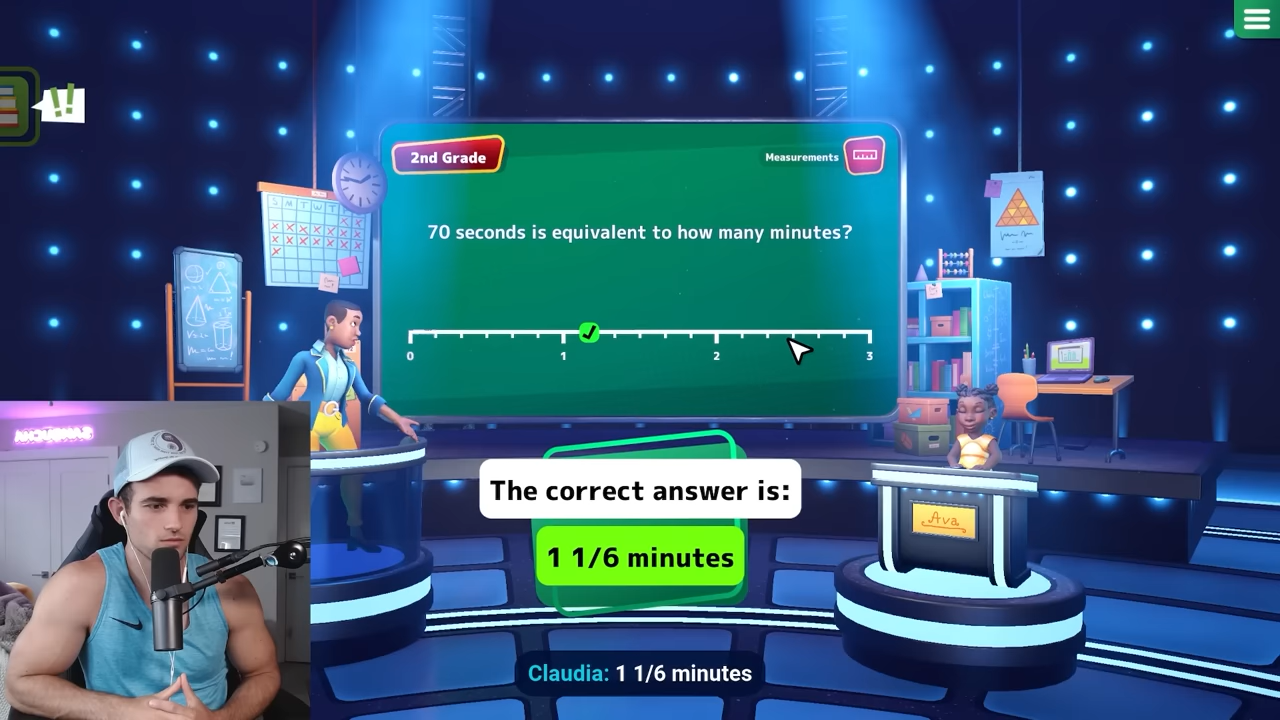 2nd Grade
Measurements
70 seconds is equivalent to how many minutes?
0 1 2 3
S M T W T
The correct answer is:
1 1/6 minutes
Ava
Claudia: 1 1/6 minutes